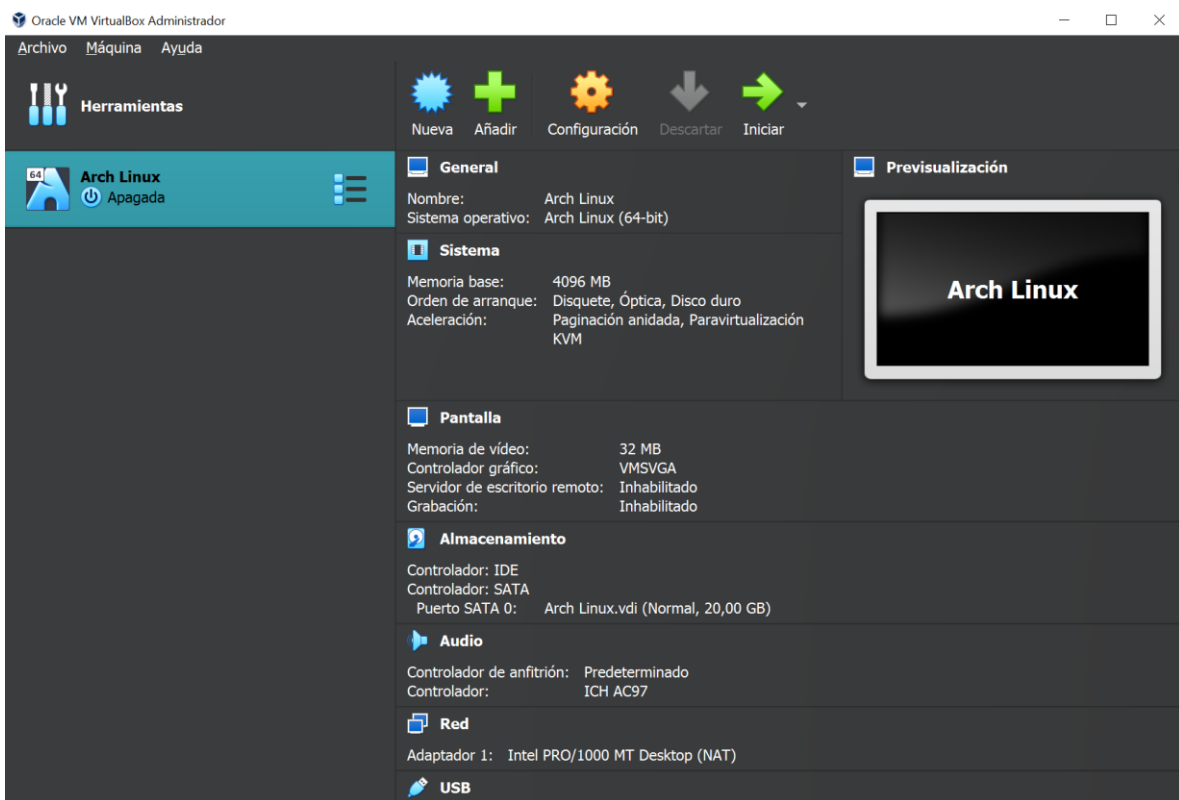 Oracle VM VirtualBox Administrador
Archivo Máquina Ayuda
Herramientas
Nueva Añadir Configuración Descartar Iniciar
64
Arch Linux
Apagada
General
Nombre: Arch Linux
Sistema operativo: Arch Linux (64-bit)
Sistema
Memoria base: 4096 MB
Orden de arranque: Disquete, Óptica, Disco duro
Aceleración: Paginación anidada, Paravirtualización
KVM
Previsualización
Arch Linux
Pantalla
Memoria de vídeo: 32 MB
Controlador gráfico: VMSVGA
Servidor de escritorio remoto: Inhabilitado
Grabación: Inhabilitado
Almacenamiento
Controlador: IDE
Controlador: SATA
Puerto SATA 0: Arch Linux.vdi (Normal, 20,00 GB)
Audio
Controlador de anfitrión: Predeterminado
Controlador: ICH AC97
Red
Adaptador 1: Intel PRO/1000 MT Desktop (NAT)
USB